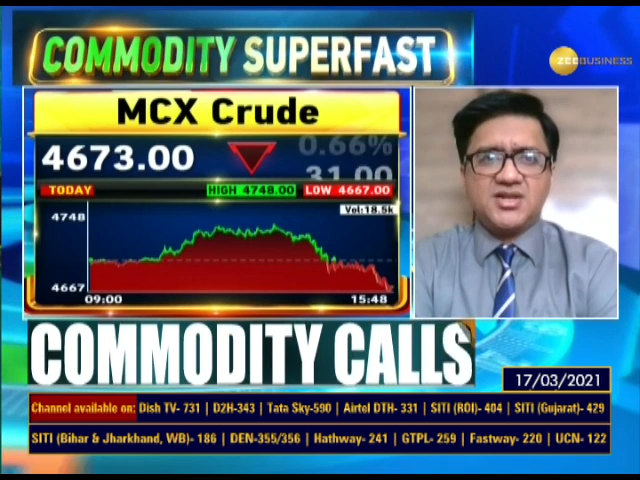 COMMODITY SUPERFAST
ZEEBUSINESS
MCX Crude
4673.00
0.66%
31.00
TODAY
HIGH 4748.00
LOW 4667.00
Vol:18.5k
4748
4667
09:00
15:48
COMMODITY CALLS
17/03/2021
Channel available on: Dish TV- 731 | D2H-343 | Tata Sky-590 | Airtel DTH- 331 | SITI (ROI)- 404 | SITI (Gujarat)- 429
SITI (Bihar & Jharkhand, WB)- 186 | DEN-355/356 | Hathway- 241 | GTPL- 259 | Fastway- 220 | UCN- 122